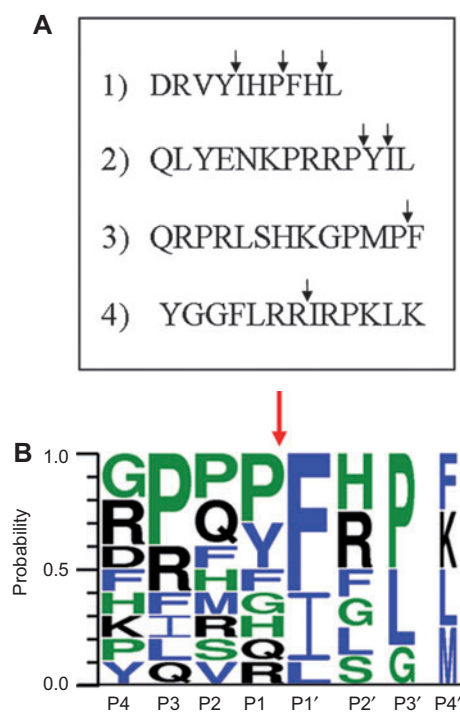 A
1) DRVYIHPFHL
2) QLYENKPRRPYIL
3) QRPRLSHKGPMPF
4) YGGFLRRIRPKLK
B
Probability
1.0
0.5
0.0
G P P P F H P F
R R Q Y I R L K
D F F F L F G L
F I H G G M
H L M H L
K Q R Q S
P S R
Y V
P4 P3 P2 P1 P1′ P2′ P3′ P4′